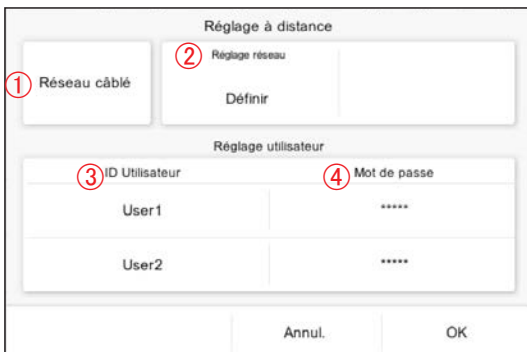 Réglage à distance
① Réseau câblé
② Réglage réseau
Définir
Réglage utilisateur
③ ID Utilisateur ④ Mot de passe
User1 *****
User2 *****
Annul. OK